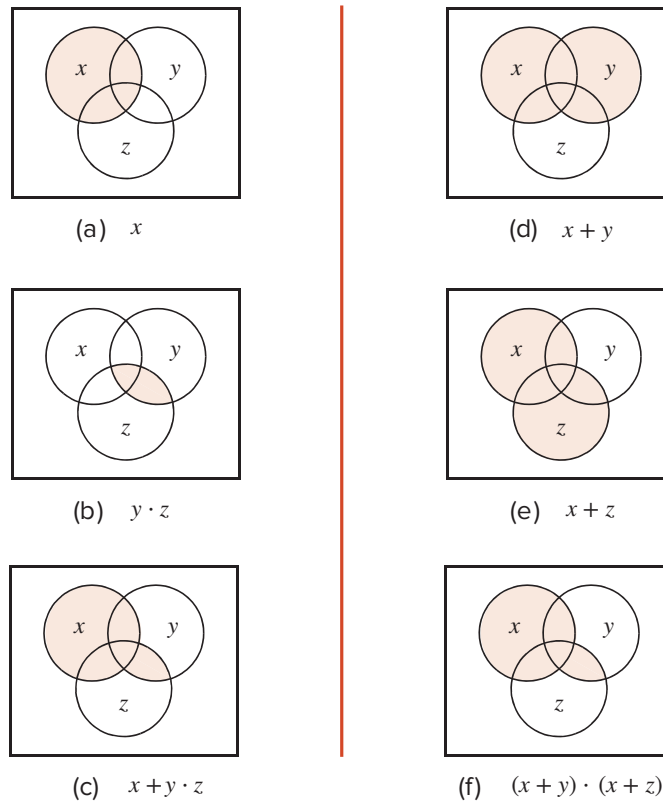 x
y
z
(a) x
x
y
z
(b) y · z
x
y
z
(c) x + y · z
x
y
z
(d) x + y
x
y
z
(e) x + z
x
y
z
(f) (x + y) · (x + z)